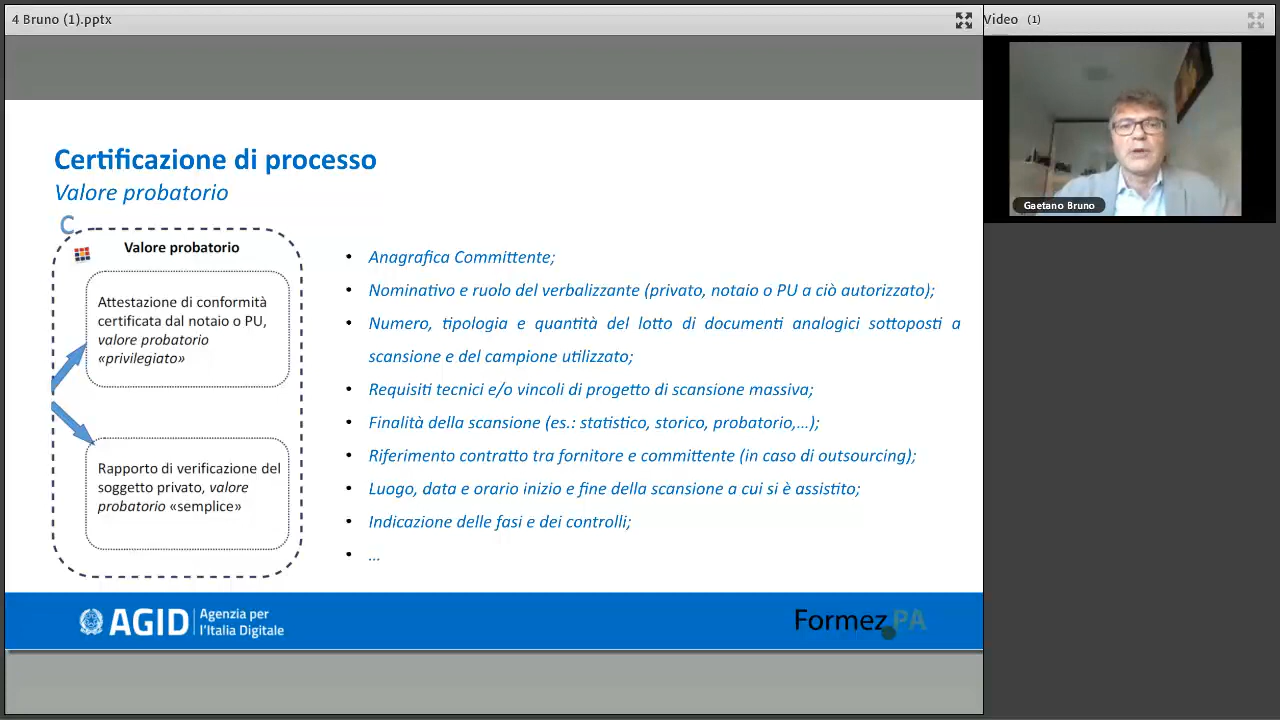 4 Bruno (1).pptx
Video (1)
Gaetano Bruno
Certificazione di processo
Valore probatorio
C
Valore probatorio
Attestazione di conformità
certificata dal notaio o PU,
valore probatorio
«privilegiato»
Rapporto di verificazione del
soggetto privato, valore
probatorio «semplice»
• Anagrafica Committente;
• Nominativo e ruolo del verbalizzante (privato, notaio o PU a ciò autorizzato);
• Numero, tipologia e quantità del lotto di documenti analogici sottoposti a
scansione e del campione utilizzato;
• Requisiti tecnici e/o vincoli di progetto di scansione massiva;
• Finalità della scansione (es.: statistico, storico, probatorio,...);
• Riferimento contratto tra fornitore e committente (in caso di outsourcing);
• Luogo, data e orario inizio e fine della scansione a cui si è assistito;
• Indicazione delle fasi e dei controlli;
• ...
AGID
Agenzia per
l'Italia Digitale
Formez PA